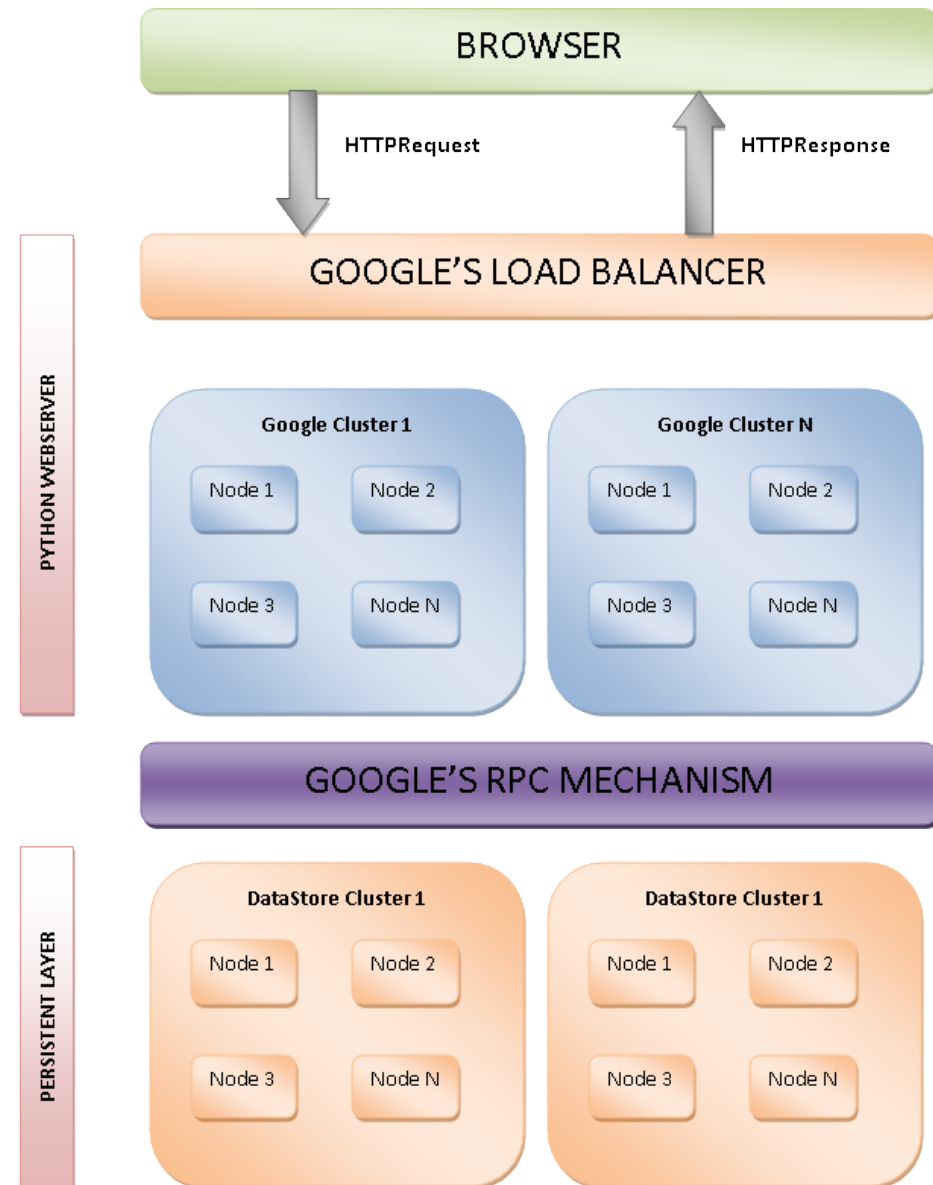 BROWSER
HTTPRequest
HTTPResponse
GOOGLE'S LOAD BALANCER
PYTHON WEBSERVER
Google Cluster 1
Node 1
Node 2
Node 3
Node N
Google Cluster N
Node 1
Node 2
Node 3
Node N
GOOGLE'S RPC MECHANISM
PERSISTENT LAYER
DataStore Cluster 1
Node 1
Node 2
Node 3
Node N
DataStore Cluster 1
Node 1
Node 2
Node 3
Node N